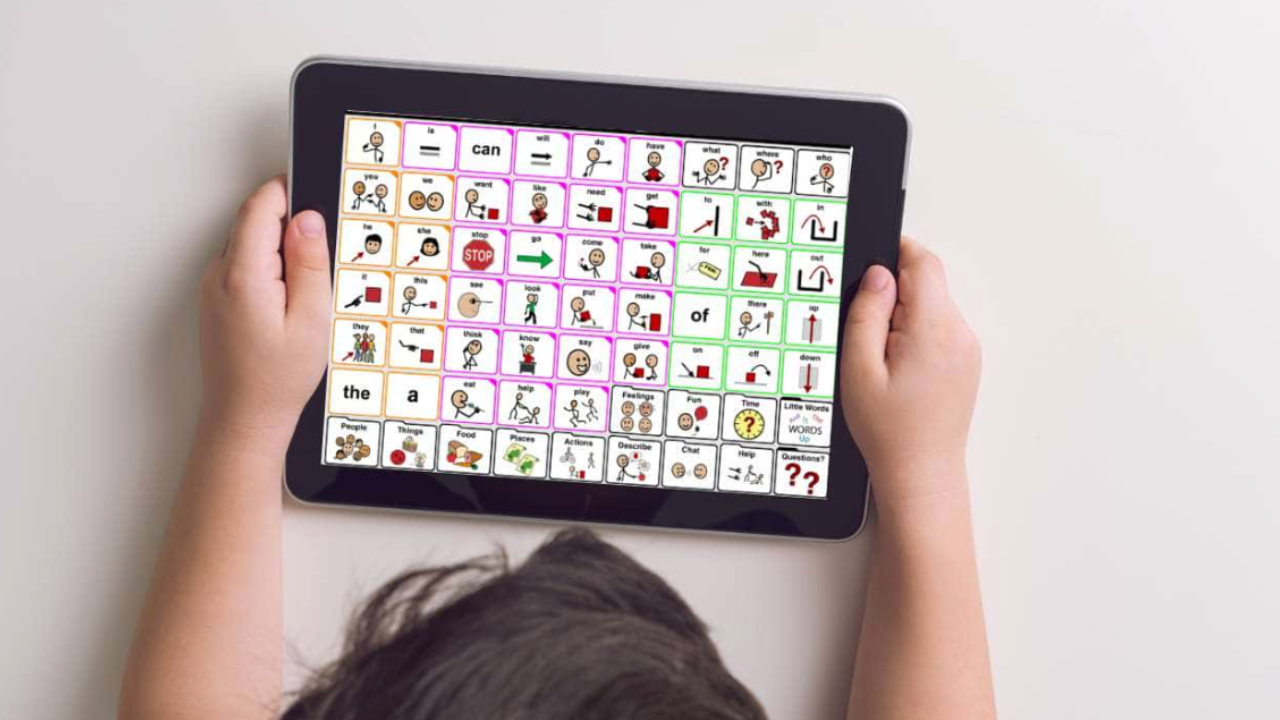 I is can will do have what where who
you we want like need get to with in
he she stop go come take for here out
STOP
it this see look put make of there up
they that think know say give on off down
the a eat help play Feelings Fun Time Little Words
WORDS
Up
People Things Food Places Actions Describe Chat Help Questions?